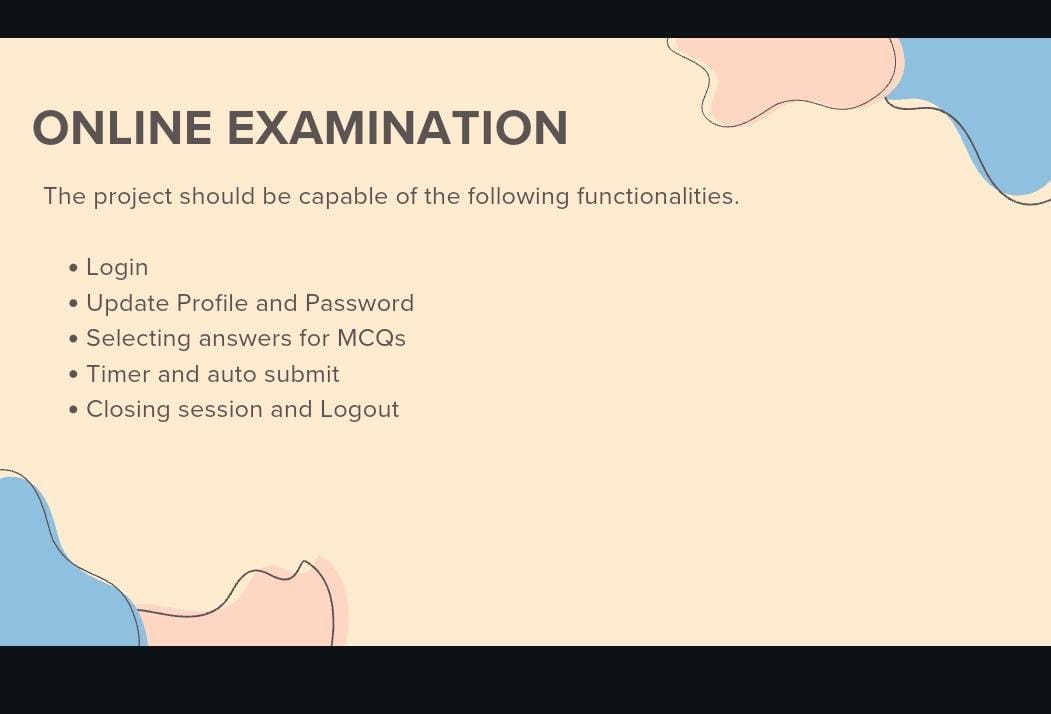 ONLINE EXAMINATION
The project should be capable of the following functionalities.
• Login
• Update Profile and Password
• Selecting answers for MCQs
• Timer and auto submit
• Closing session and Logout